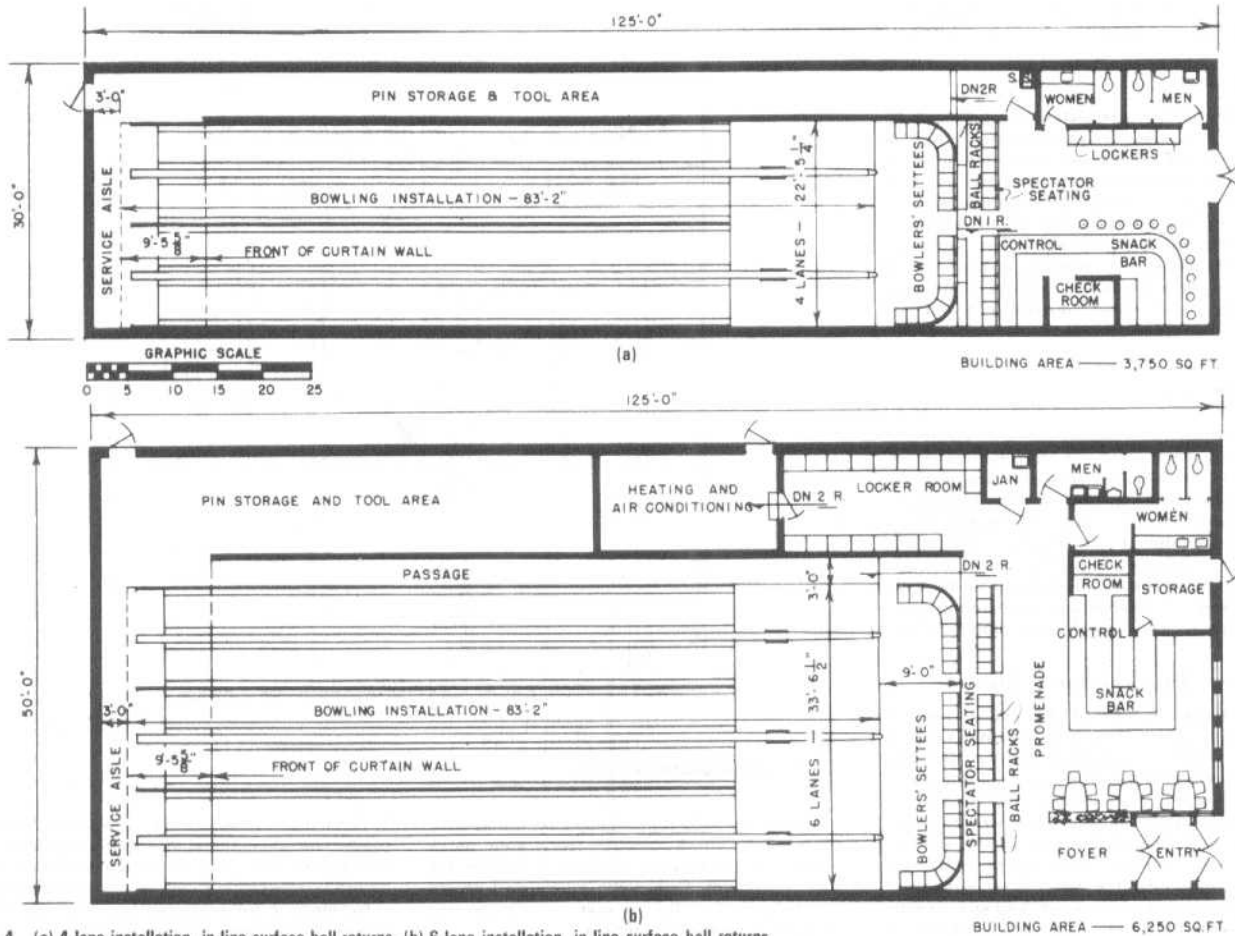 125'-0"
30'-0"
3'-0"
PIN STORAGE & TOOL AREA
DN 2 R
S.S.
WOMEN
MEN
LOCKERS
SERVICE AISLE
BOWLING INSTALLATION – 83'-2"
9'-5 5/8"
FRONT OF CURTAIN WALL
4 LANES – 22'-5 1/4"
BOWLERS' SETTEES
BALL RACKS
SPECTATOR
SEATING
DN 1 R.
CONTROL
SNACK
BAR
CHECK
ROOM
(a)
BUILDING AREA — 3,750 SQ FT.
GRAPHIC SCALE
0 5 10 15 20 25
125'-0"
50'-0"
PIN STORAGE AND TOOL AREA
HEATING AND
AIR CONDITIONING
DN 2 R.
LOCKER ROOM
JAN
MEN
WOMEN
PASSAGE
3'-0"
DN 2 R.
CHECK
ROOM
STORAGE
CONTROL
SNACK
BAR
3'-0"
SERVICE AISLE
BOWLING INSTALLATION – 83'-2"
9'-5 5/8"
FRONT OF CURTAIN WALL
6 LANES – 33'-6 1/2"
9'-0"
BOWLERS' SETTEES
SPECTATOR SEATING
BALL RACKS
PROMENADE
FOYER
ENTRY
(b)
BUILDING AREA — 6,250 SQ.FT.
4 (a) 4-lane installation, in-line surface ball returns. (b) 6-lane installation, in-line surface ball returns.